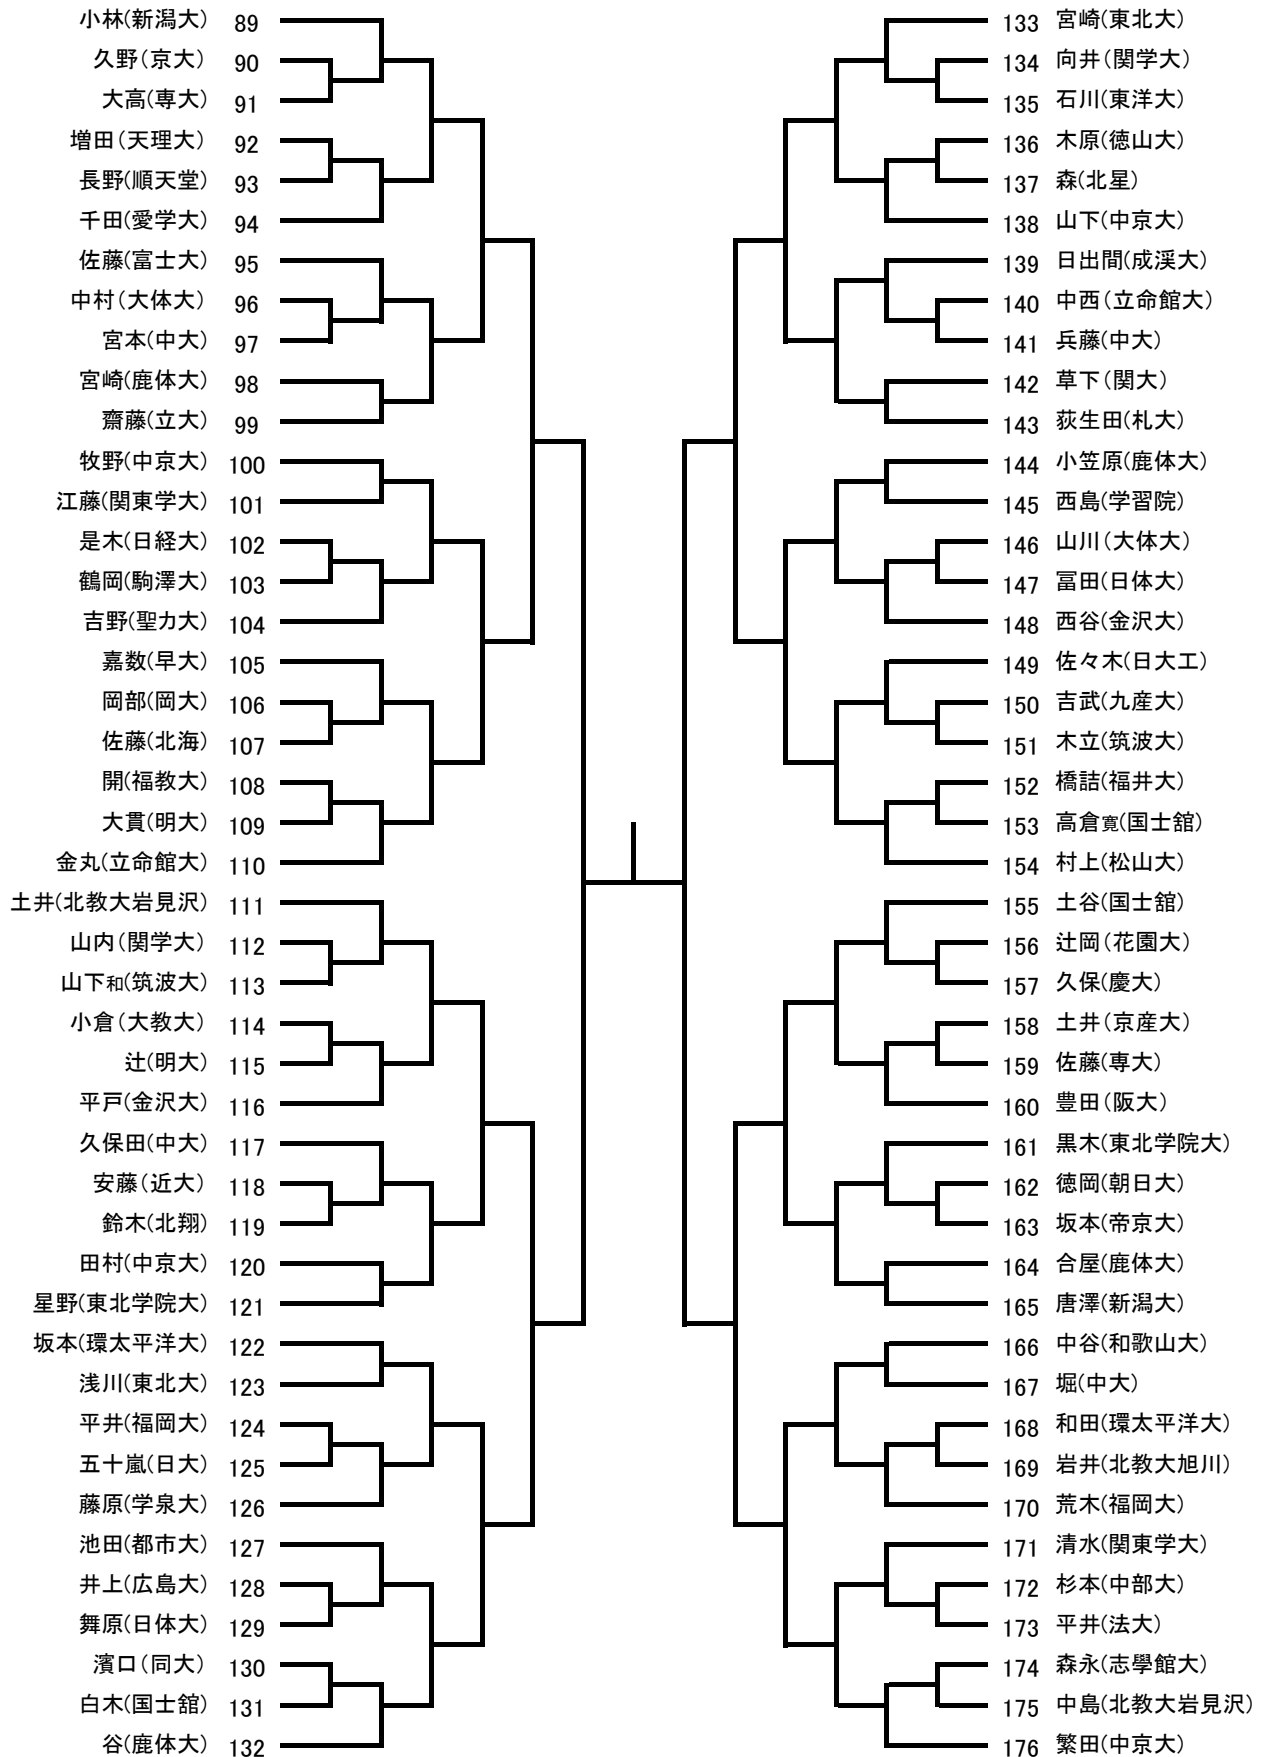 小林(新潟大) 89
久野(京大) 90
大高(専大) 91
増田(天理大) 92
長野(順天堂) 93
千田(愛学大) 94
佐藤(富士大) 95
中村(大体大) 96
宮本(中大) 97
宮崎(鹿体大) 98
齋藤(立大) 99
牧野(中京大) 100
江藤(関東学大) 101
是木(日経大) 102
鶴岡(駒澤大) 103
吉野(聖カ大) 104
嘉数(早大) 105
岡部(岡大) 106
佐藤(北海) 107
開(福教大) 108
大貫(明大) 109
金丸(立命館大) 110
土井(北教大岩見沢) 111
山内(関学大) 112
山下和(筑波大) 113
小倉(大教大) 114
辻(明大) 115
平戸(金沢大) 116
久保田(中大) 117
安藤(近大) 118
鈴木(北翔) 119
田村(中京大) 120
星野(東北学院大) 121
坂本(環太平洋大) 122
浅川(東北大) 123
平井(福岡大) 124
五十嵐(日大) 125
藤原(学泉大) 126
池田(都市大) 127
井上(広島大) 128
舞原(日体大) 129
濱口(同大) 130
白木(国士舘) 131
谷(鹿体大) 132
133 宮崎(東北大)
134 向井(関学大)
135 石川(東洋大)
136 木原(徳山大)
137 森(北星)
138 山下(中京大)
139 日出間(成渓大)
140 中西(立命館大)
141 兵藤(中大)
142 草下(関大)
143 荻生田(札大)
144 小笠原(鹿体大)
145 西島(学習院)
146 山川(大体大)
147 冨田(日体大)
148 西谷(金沢大)
149 佐々木(日大工)
150 吉武(九産大)
151 木立(筑波大)
152 橋詰(福井大)
153 高倉寛(国士舘)
154 村上(松山大)
155 土谷(国士舘)
156 辻岡(花園大)
157 久保(慶大)
158 土井(京産大)
159 佐藤(専大)
160 豊田(阪大)
161 黒木(東北学院大)
162 徳岡(朝日大)
163 坂本(帝京大)
164 合屋(鹿体大)
165 唐澤(新潟大)
166 中谷(和歌山大)
167 堀(中大)
168 和田(環太平洋大)
169 岩井(北教大旭川)
170 荒木(福岡大)
171 清水(関東学大)
172 杉本(中部大)
173 平井(法大)
174 森永(志學館大)
175 中島(北教大岩見沢)
176 繁田(中京大)